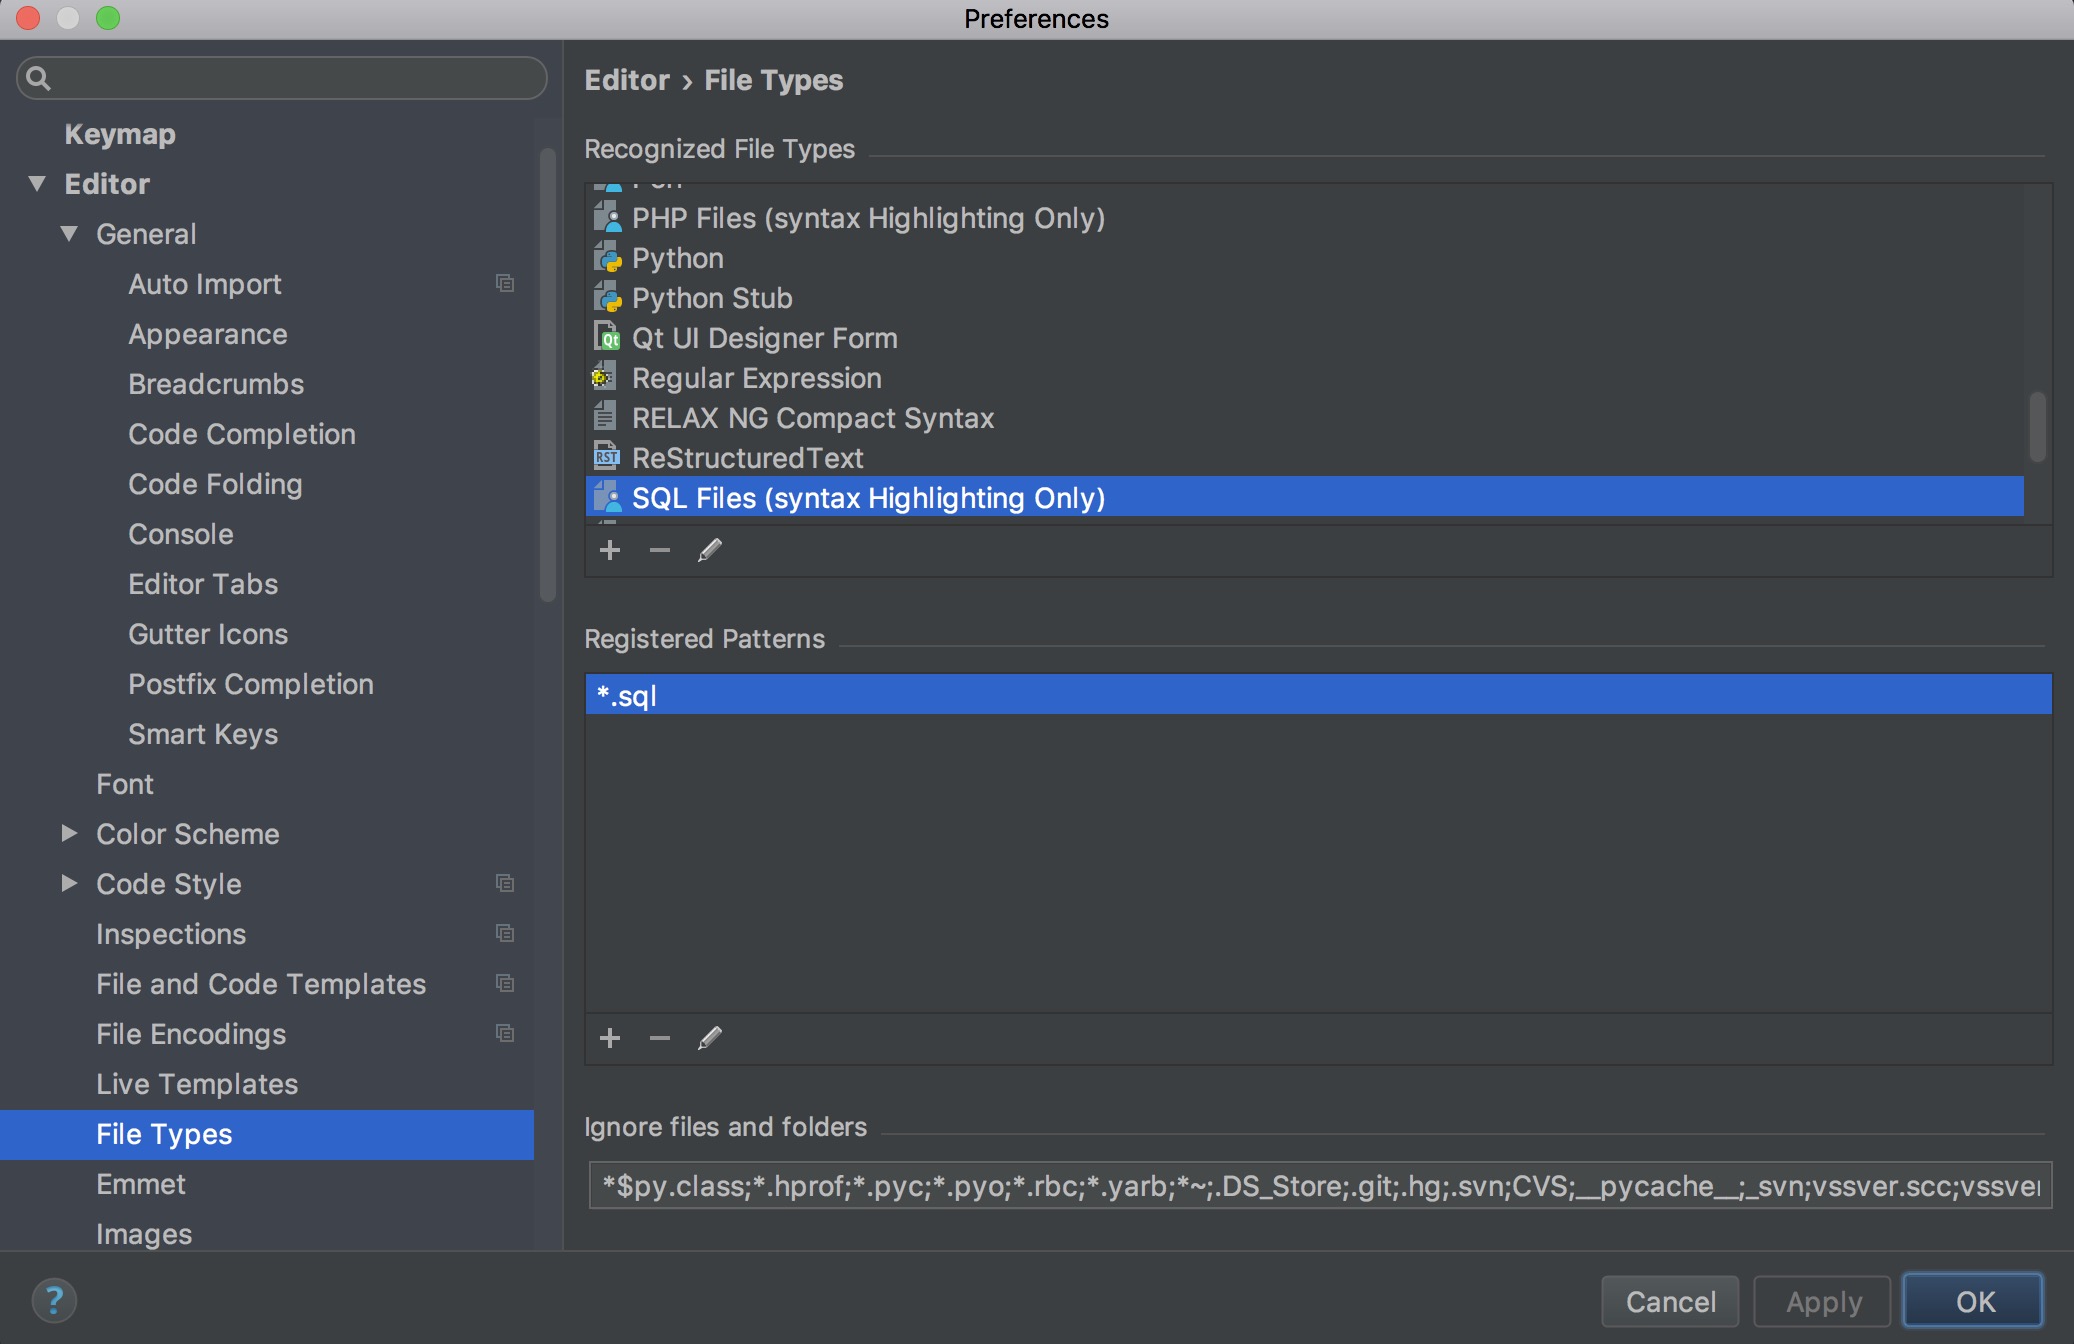 Preferences
Keymap
Editor
General
Auto Import
Appearance
Breadcrumbs
Code Completion
Code Folding
Console
Editor Tabs
Gutter Icons
Postfix Completion
Smart Keys
Font
Color Scheme
Code Style
Inspections
File and Code Templates
File Encodings
Live Templates
File Types
Emmet
Images
Editor › File Types
Recognized File Types
PHP Files (syntax Highlighting Only)
Python
Python Stub
Qt UI Designer Form
Qt
Regular Expression
RELAX NG Compact Syntax
ReStructuredText
RST
SQL Files (syntax Highlighting Only)
Registered Patterns
*.sql
Ignore files and folders
*$py.class;*.hprof;*.pyc;*.pyo;*.rbc;*.yarb;*~;.DS_Store;.git;.hg;.svn;CVS;__pycache__;_svn;vssver.scc;vssver
?
Cancel
Apply
OK